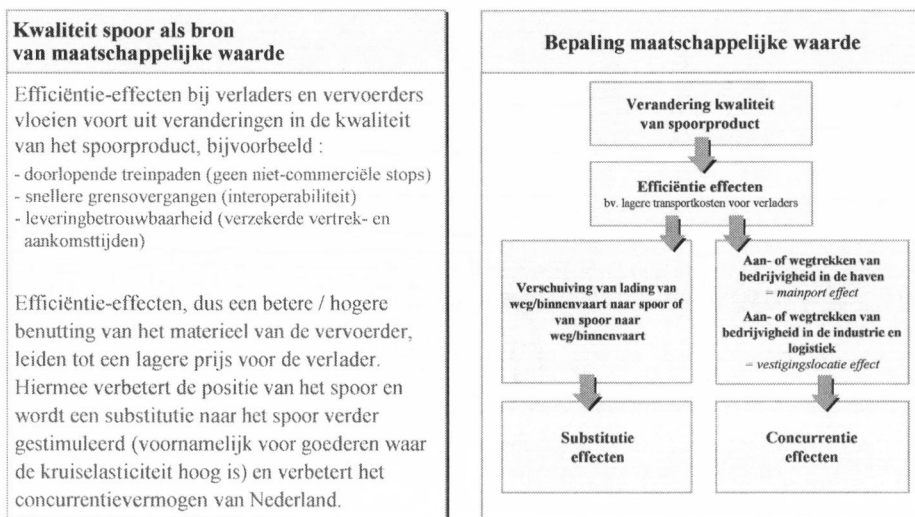 Kwaliteit spoor als bron
van maatschappelijke waarde
Efficiëntie-effecten bij verladers en vervoerders
vloeien voort uit veranderingen in de kwaliteit
van het spoorproduct, bijvoorbeeld :
- doorlopende treinpaden (geen niet-commerciële stops)
- snellere grensovergangen (interoperabiliteit)
- leveringbetrouwbaarheid (verzekerde vertrek- en
aankomsttijden)
Efficiëntie-effecten, dus een betere / hogere
benutting van het materieel van de vervoerder,
leiden tot een lagere prijs voor de verlader.
Hiermee verbetert de positie van het spoor en
wordt een substitutie naar het spoor verder
gestimuleerd (voornamelijk voor goederen waar
de kruiselasticiteit hoog is) en verbetert het
concurrentievermogen van Nederland.
Bepaling maatschappelijke waarde
Verandering kwaliteit
van spoorproduct
Efficiëntie effecten
bv. lagere transportkosten voor verladers
Verschuiving van lading van
weg/binnenvaart naar spoor of
van spoor naar
weg/binnenvaart
Aan- of wegtrekken van
bedrijvigheid in de haven
= mainport effect
Aan- of wegtrekken van
bedrijvigheid in de industrie en
logistiek
= vestigingslocatie effect
Substitutie
effecten
Concurrentie
effecten